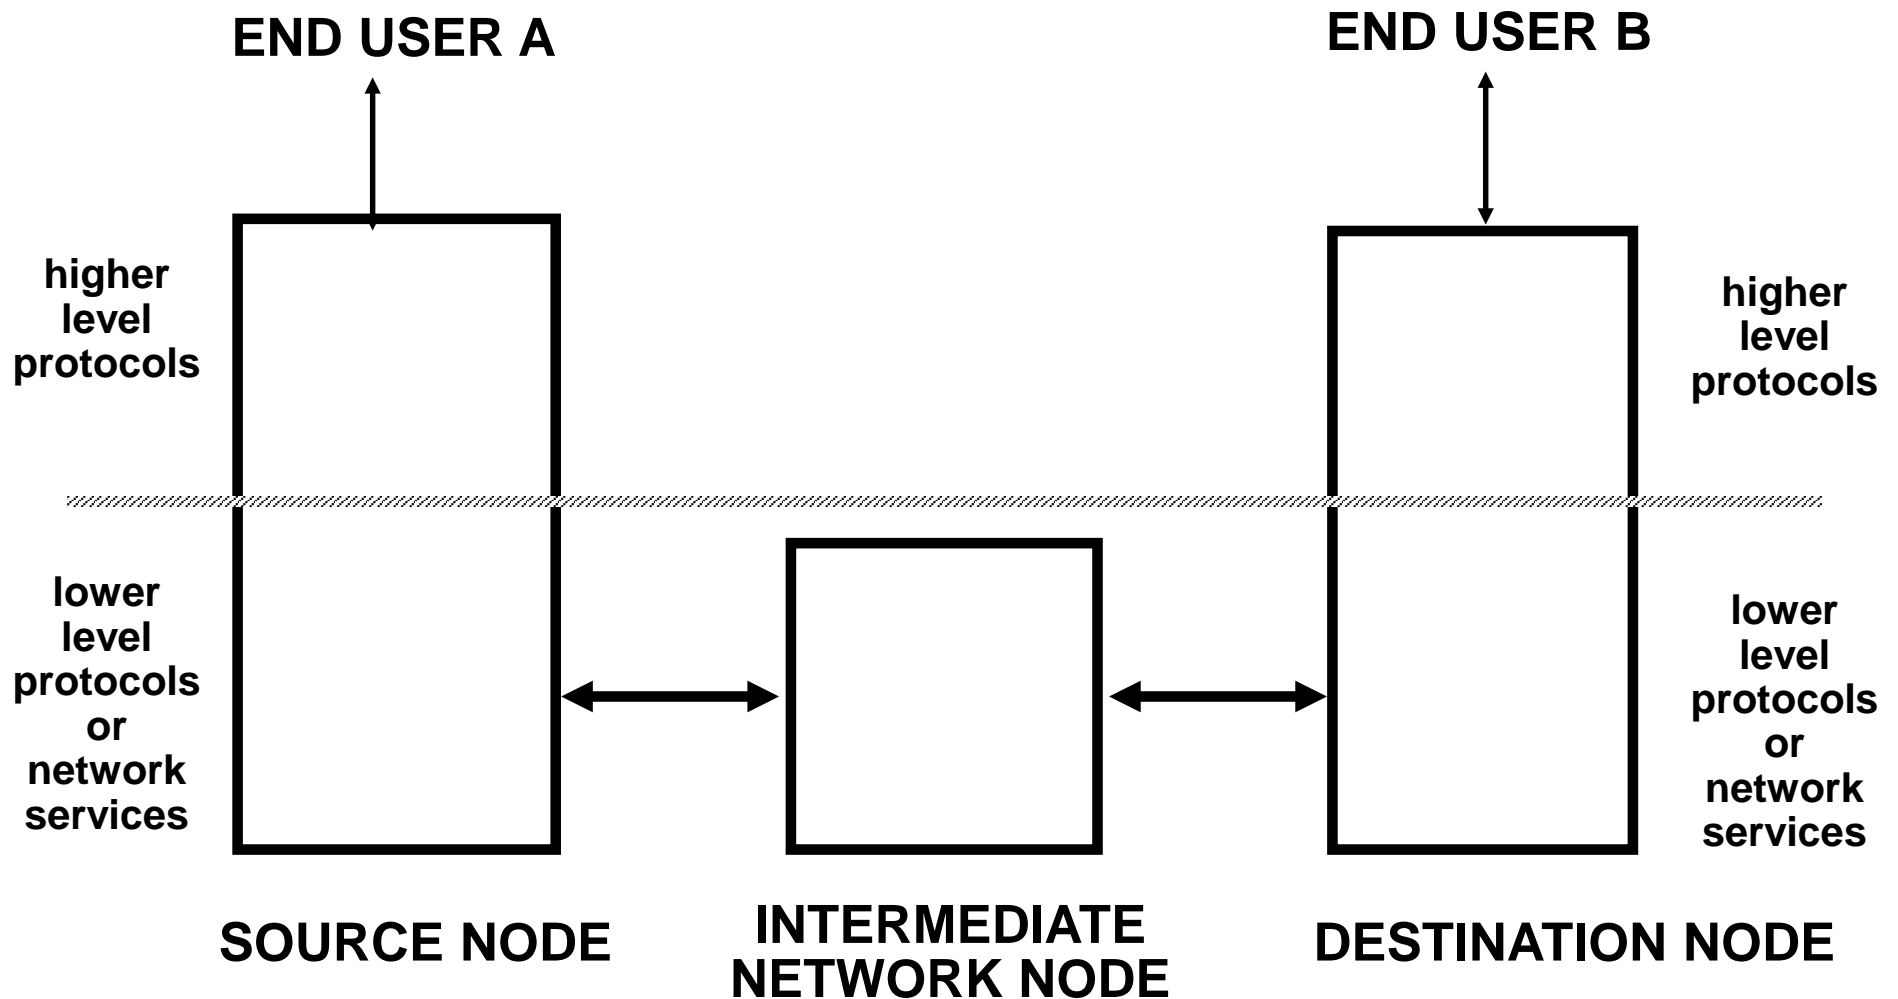 END USER A
END USER B
higher
level
protocols
higher
level
protocols
lower
level
protocols
or
network
services
lower
level
protocols
or
network
services
SOURCE NODE
INTERMEDIATE
NETWORK NODE
DESTINATION NODE